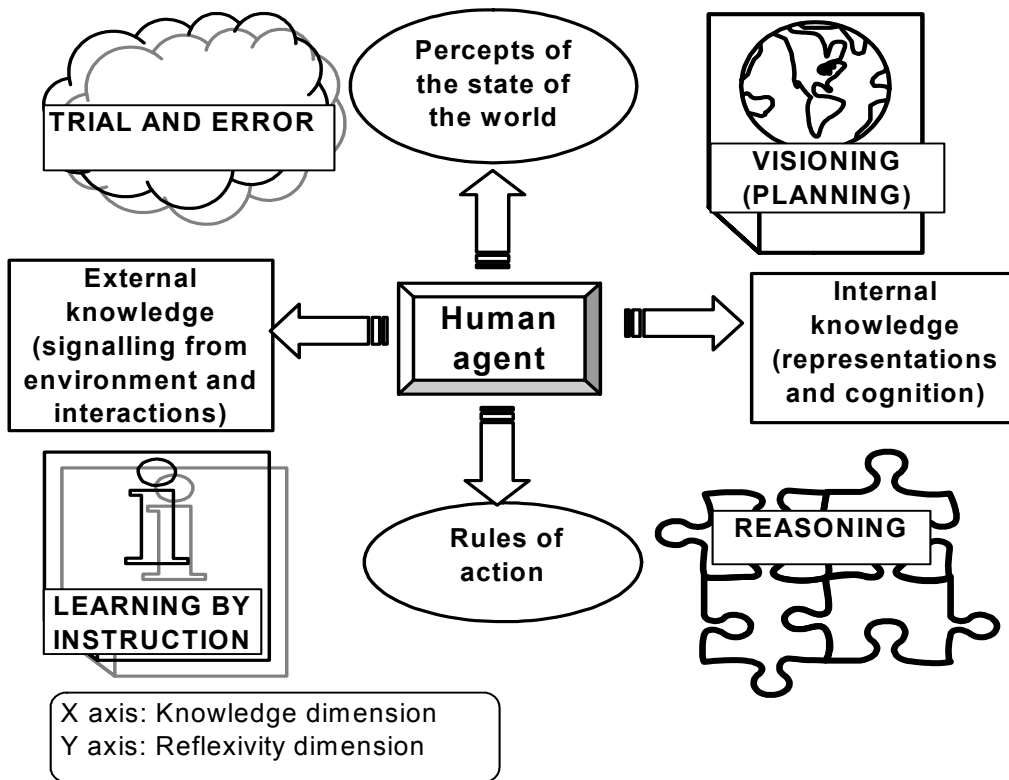 TRIAL AND ERROR
Percepts of
the state of
the world
VISIONING
(PLANNING)
External
knowledge
(signalling from
environment and
interactions)
Human
agent
Internal
knowledge
(representations
and cognition)
LEARNING BY
INSTRUCTION
Rules of
action
REASONING
X axis: Knowledge dimension
Y axis: Reflexivity dimension